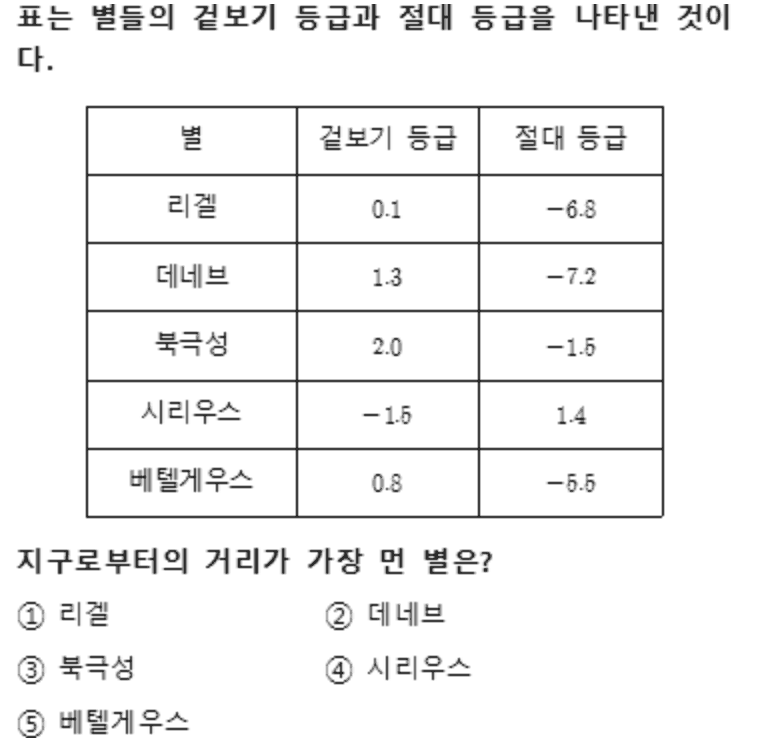 표는 별들의 겉보기 등급과 절대 등급을 나타낸 것이
다.
별 겉보기 등급 절대 등급
리겔 0.1 −6.8
데네브 1.3 −7.2
북극성 2.0 −1.5
시리우스 −1.5 1.4
베텔게우스 0.8 −5.5
지구로부터의 거리가 가장 먼 별은?
① 리겔 ② 데네브
③ 북극성 ④ 시리우스
⑤ 베텔게우스